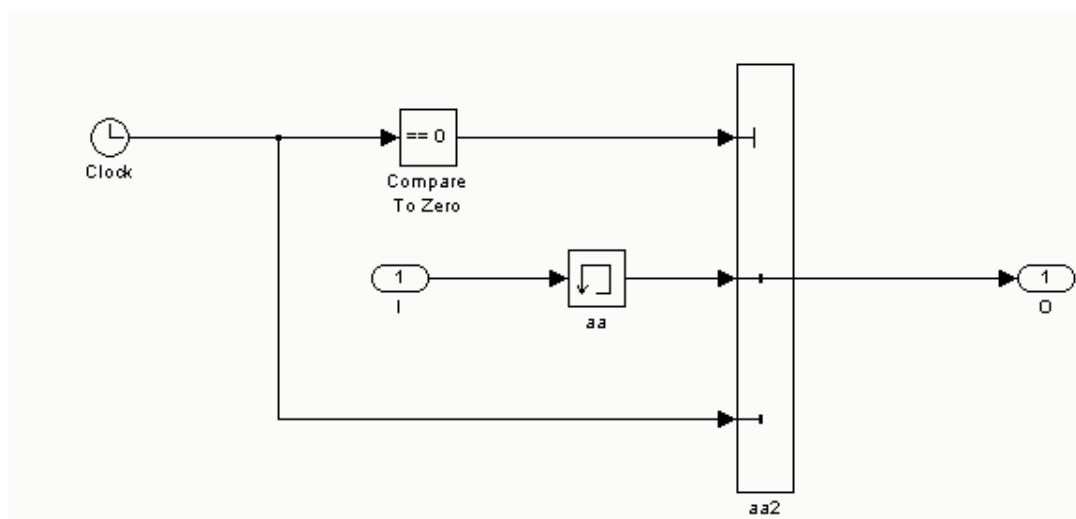 == 0
Clock
Compare
To Zero
1
I
aa
1
O
aa2